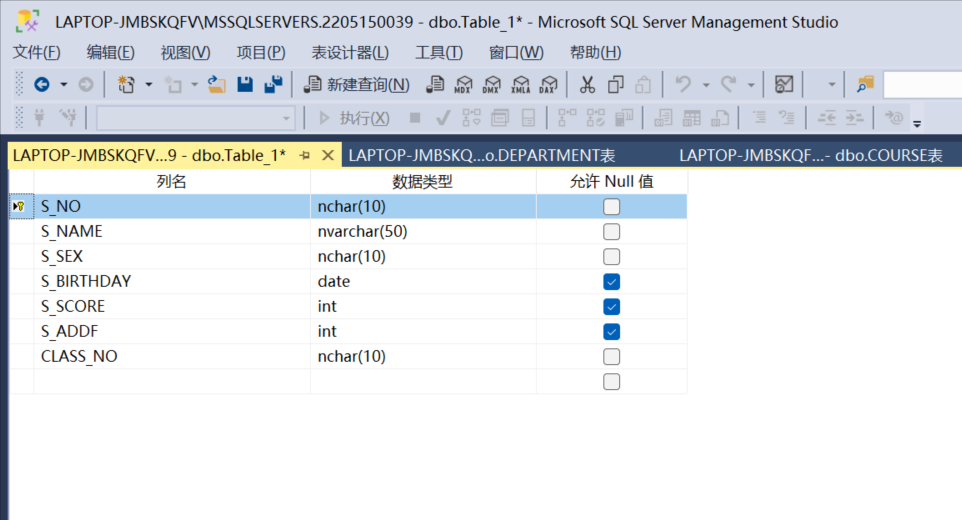 LAPTOP-JMBSKQFV\MSSQLSERVERS.2205150039 - dbo.Table_1* - Microsoft SQL Server Management Studio
文件(F) 编辑(E) 视图(V) 项目(P) 表设计器(L) 工具(T) 窗口(W) 帮助(H)
新建查询(N) MDX DMX XMLA DAX
执行(X)
LAPTOP-JMBSKQFV...9 - dbo.Table_1* LAPTOP-JMBSKQ...o.DEPARTMENT表 LAPTOP-JMBSKQF...- dbo.COURSE表
列名 数据类型 允许 Null 值
S_NO nchar(10)
S_NAME nvarchar(50)
S_SEX nchar(10)
S_BIRTHDAY date
S_SCORE int
S_ADDF int
CLASS_NO nchar(10)